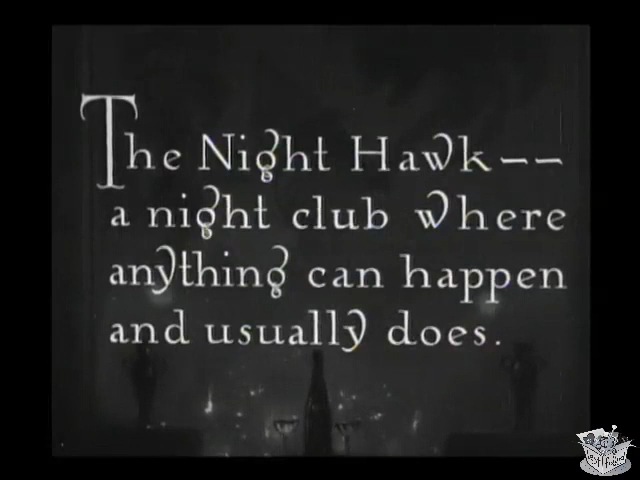 The Night Hawk——
a night club where
anything can happen
and usually does.